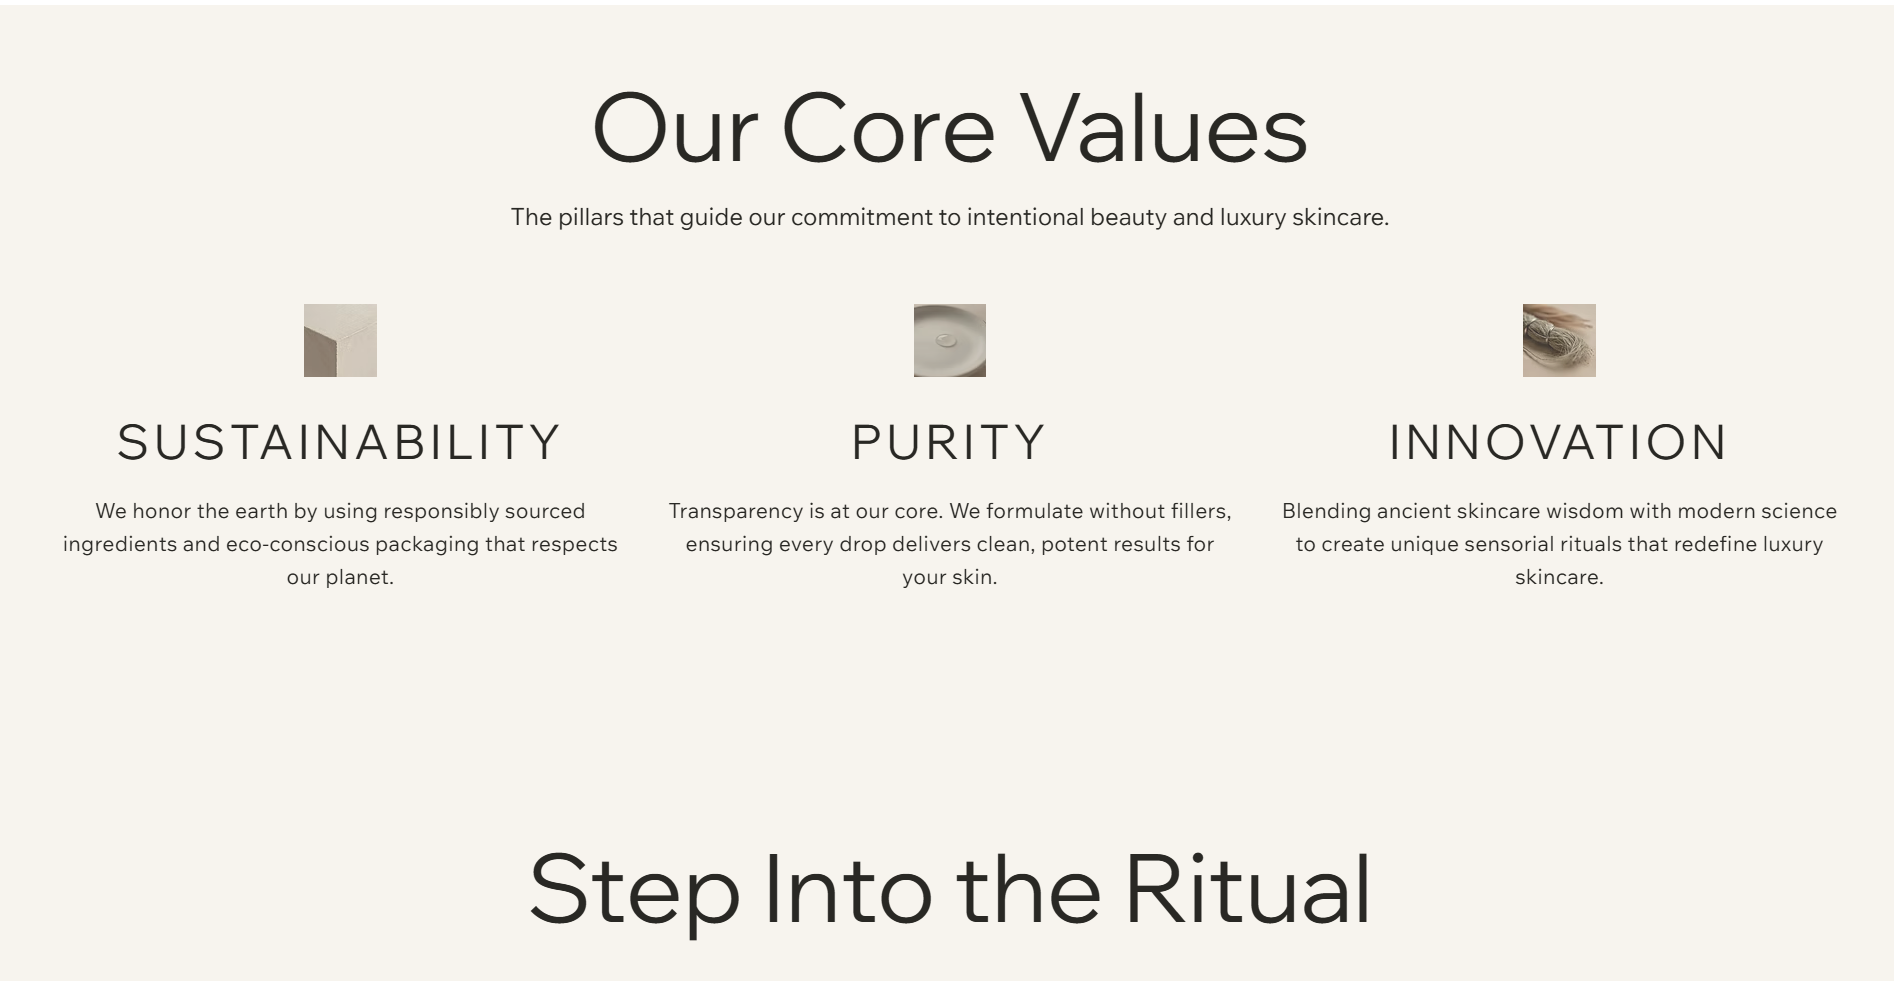 Our Core Values
The pillars that guide our commitment to intentional beauty and luxury skincare.
SUSTAINABILITY
We honor the earth by using responsibly sourced
ingredients and eco-conscious packaging that respects
our planet.
PURITY
Transparency is at our core. We formulate without fillers,
ensuring every drop delivers clean, potent results for
your skin.
INNOVATION
Blending ancient skincare wisdom with modern science
to create unique sensorial rituals that redefine luxury
skincare.
Step Into the Ritual